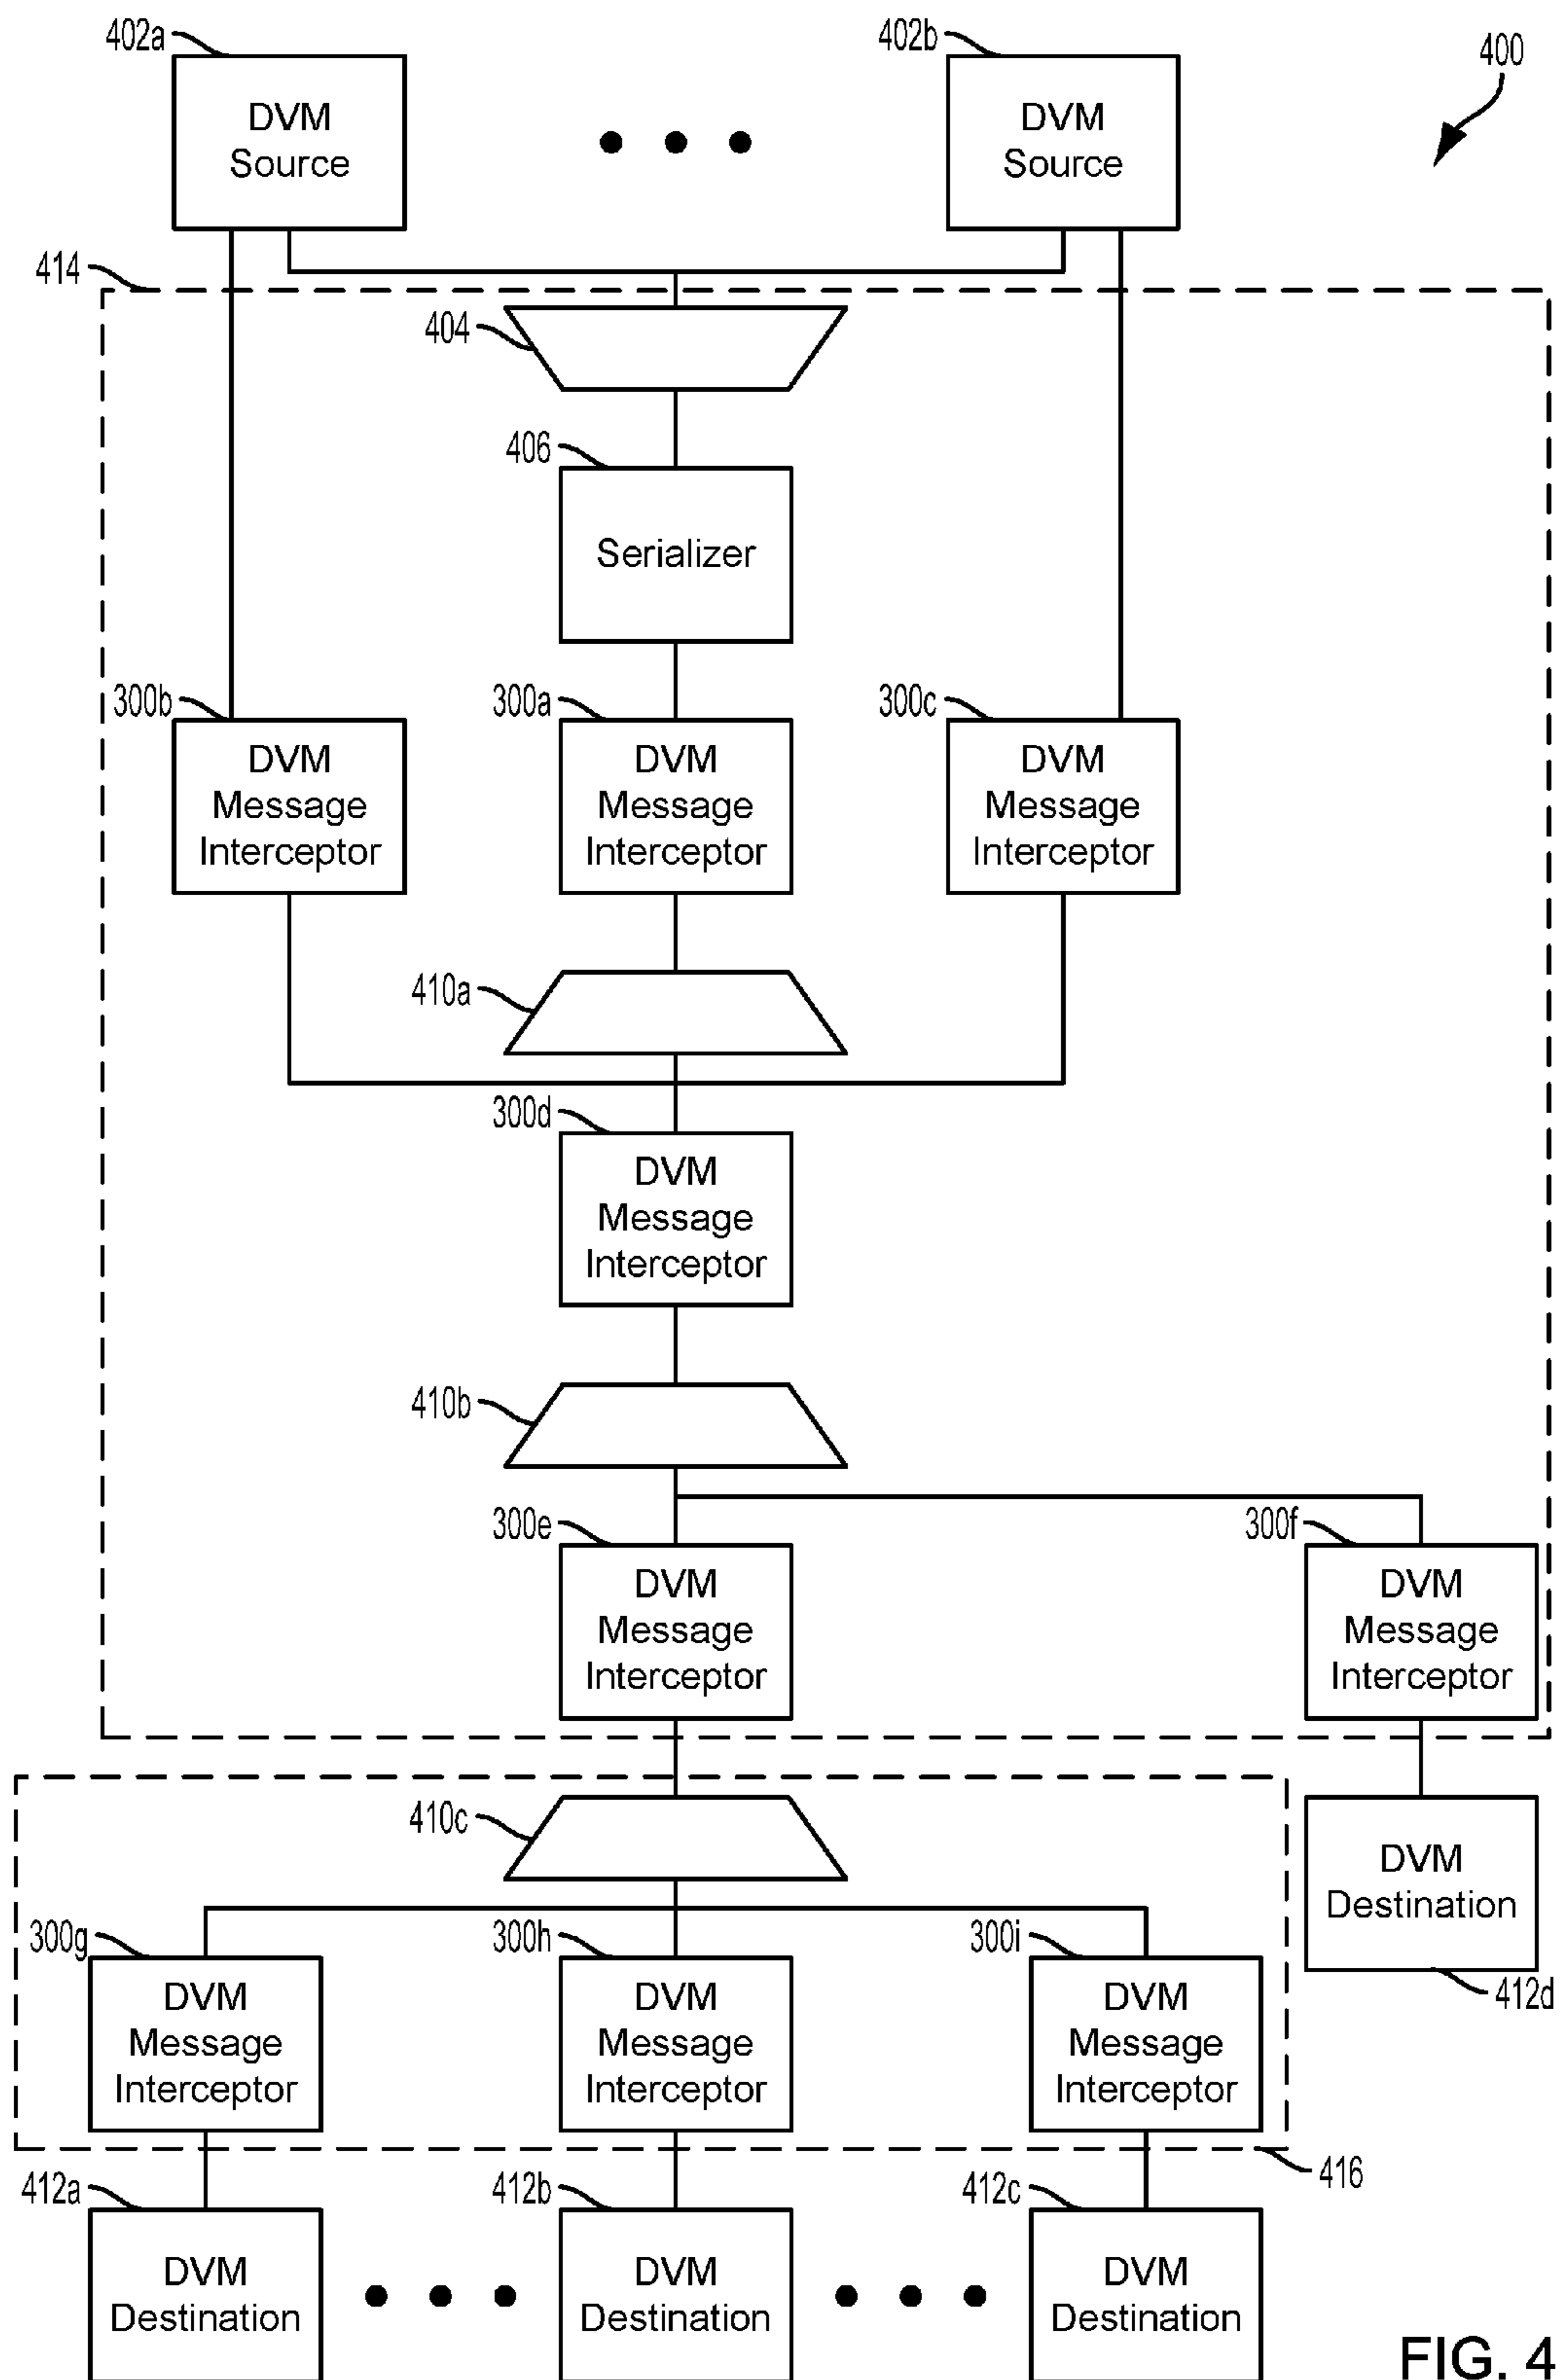 402a
402b
400
DVM
Source
DVM
Source
414
404
406
Serializer
300b
300a
300c
DVM
Message
Interceptor
DVM
Message
Interceptor
DVM
Message
Interceptor
410a
300d
DVM
Message
Interceptor
410b
300e
300f
DVM
Message
Interceptor
DVM
Message
Interceptor
410c
DVM
Destination
412d
300g
300h
300i
DVM
Message
Interceptor
DVM
Message
Interceptor
DVM
Message
Interceptor
416
412a
412b
412c
DVM
Destination
DVM
Destination
DVM
Destination
FIG. 4